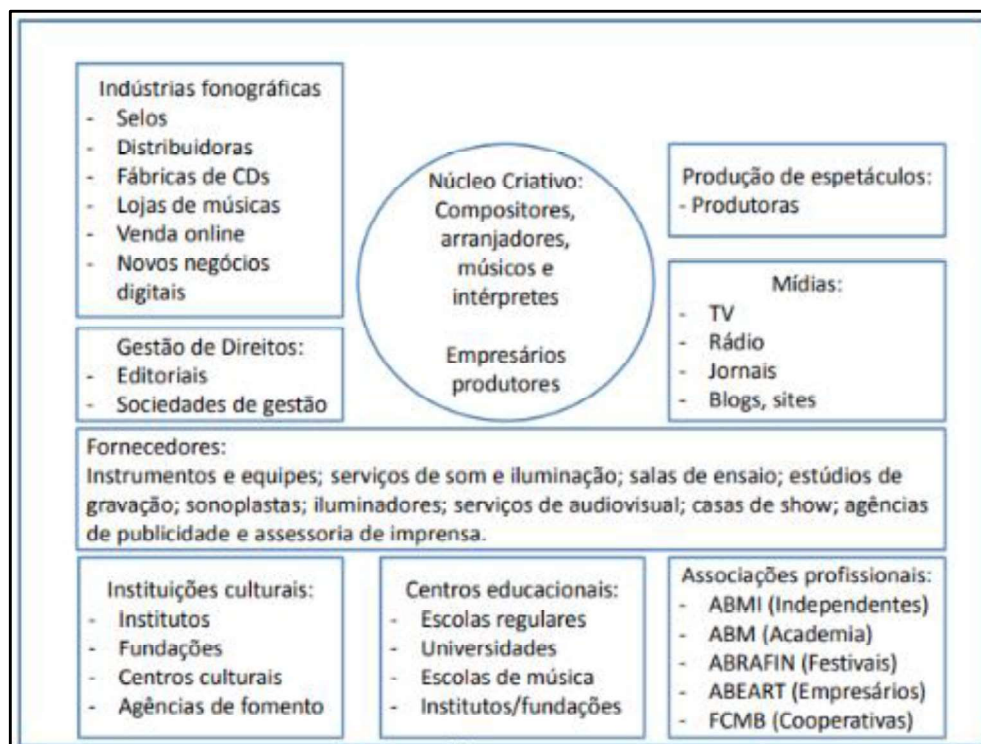 Indústrias fonográficas
- Selos
- Distribuidoras
- Fábricas de CDs
- Lojas de músicas
- Venda online
- Novos negócios
digitais
Gestão de Direitos:
- Editoriais
- Sociedades de gestão
Núcleo Criativo:
Compositores,
arranjadores,
músicos e
intérpretes
Empresários
produtores
Produção de espetáculos:
- Produtoras
Mídias:
- TV
- Rádio
- Jornais
- Blogs, sites
Fornecedores:
Instrumentos e equipes; serviços de som e iluminação; salas de ensaio; estúdios de
gravação; sonoplastas; iluminadores; serviços de audiovisual; casas de show; agências
de publicidade e assessoria de imprensa.
Instituições culturais:
- Institutos
- Fundações
- Centros culturais
- Agências de fomento
Centros educacionais:
- Escolas regulares
- Universidades
- Escolas de música
- Institutos/fundações
Associações profissionais:
- ABMI (Independentes)
- ABM (Academia)
- ABRAFIN (Festivais)
- ABEART (Empresários)
- FCMB (Cooperativas)